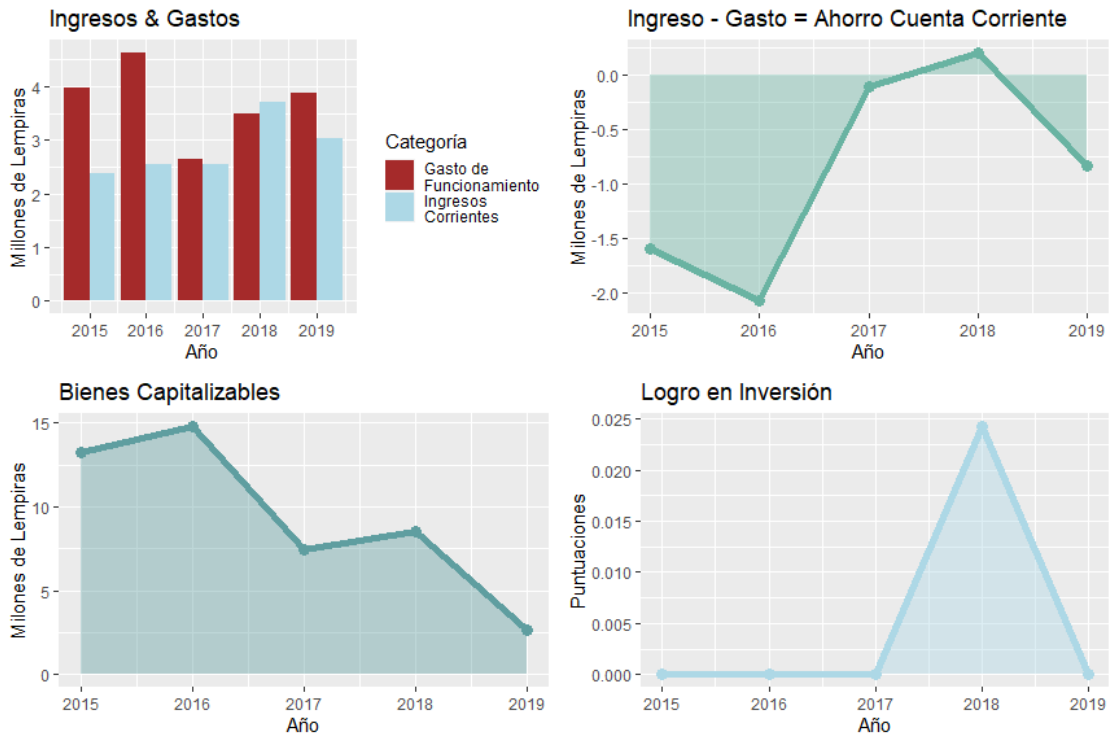 Ingresos & Gastos
Millones de Lempiras
4
3
2
1
0
2015 2016 2017 2018 2019
Año
Categoría
Gasto de
Funcionamiento
Ingresos
Corrientes
Ingreso - Gasto = Ahorro Cuenta Corriente
Milones de Lempiras
0.0
-0.5
-1.0
-1.5
-2.0
2015 2016 2017 2018 2019
Año
Bienes Capitalizables
Milones de Lempiras
15
10
5
0
2015 2016 2017 2018 2019
Año
Logro en Inversión
Puntuaciones
0.025
0.020
0.015
0.010
0.005
0.000
2015 2016 2017 2018 2019
Año